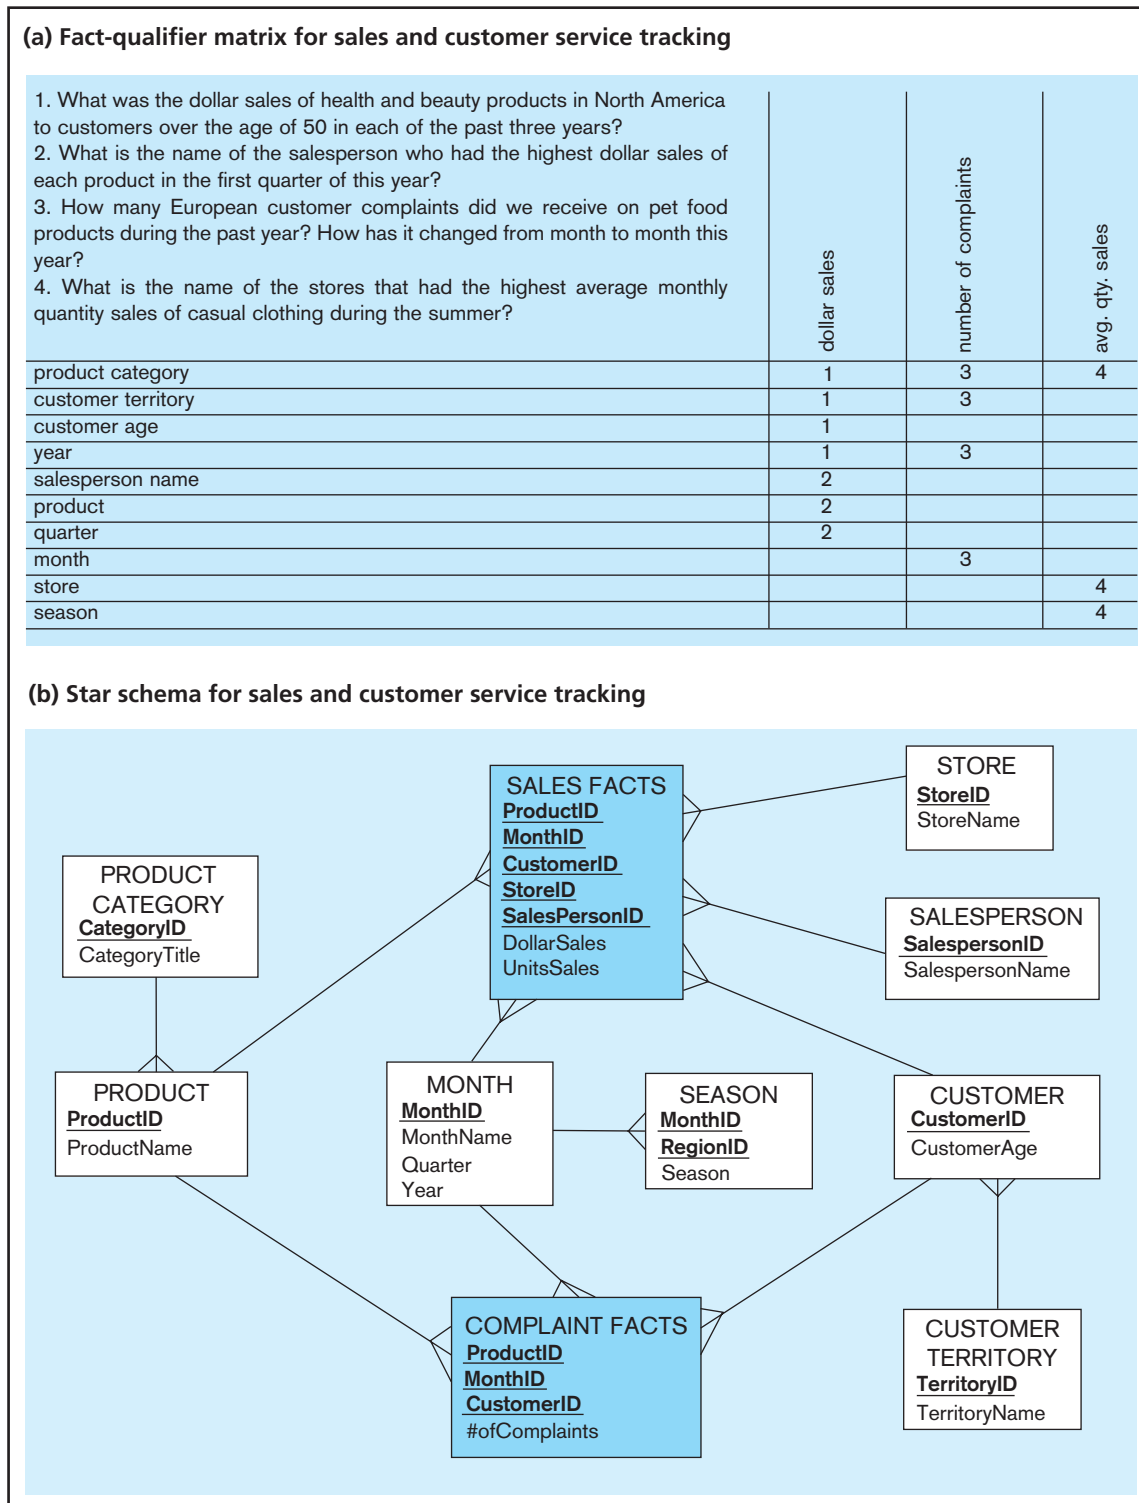 (a) Fact-qualifier matrix for sales and customer service tracking
1. What was the dollar sales of health and beauty products in North America
to customers over the age of 50 in each of the past three years?
2. What is the name of the salesperson who had the highest dollar sales of
each product in the first quarter of this year?
3. How many European customer complaints did we receive on pet food
products during the past year? How has it changed from month to month this
year?
4. What is the name of the stores that had the highest average monthly
quantity sales of casual clothing during the summer?
dollar sales
number of complaints
avg. qty. sales
product category 1 3 4
customer territory 1 3
customer age 1
year 1 3
salesperson name 2
product 2
quarter 2
month 3
store 4
season 4
(b) Star schema for sales and customer service tracking
SALES FACTS
ProductID
MonthID
CustomerID
StoreID
SalesPersonID
DollarSales
UnitsSales
STORE
StoreID
StoreName
PRODUCT
CATEGORY
CategoryID
CategoryTitle
SALESPERSON
SalespersonID
SalespersonName
PRODUCT
ProductID
ProductName
MONTH
MonthID
MonthName
Quarter
Year
SEASON
MonthID
RegionID
Season
CUSTOMER
CustomerID
CustomerAge
COMPLAINT FACTS
ProductID
MonthID
CustomerID
#ofComplaints
CUSTOMER
TERRITORY
TerritoryID
TerritoryName